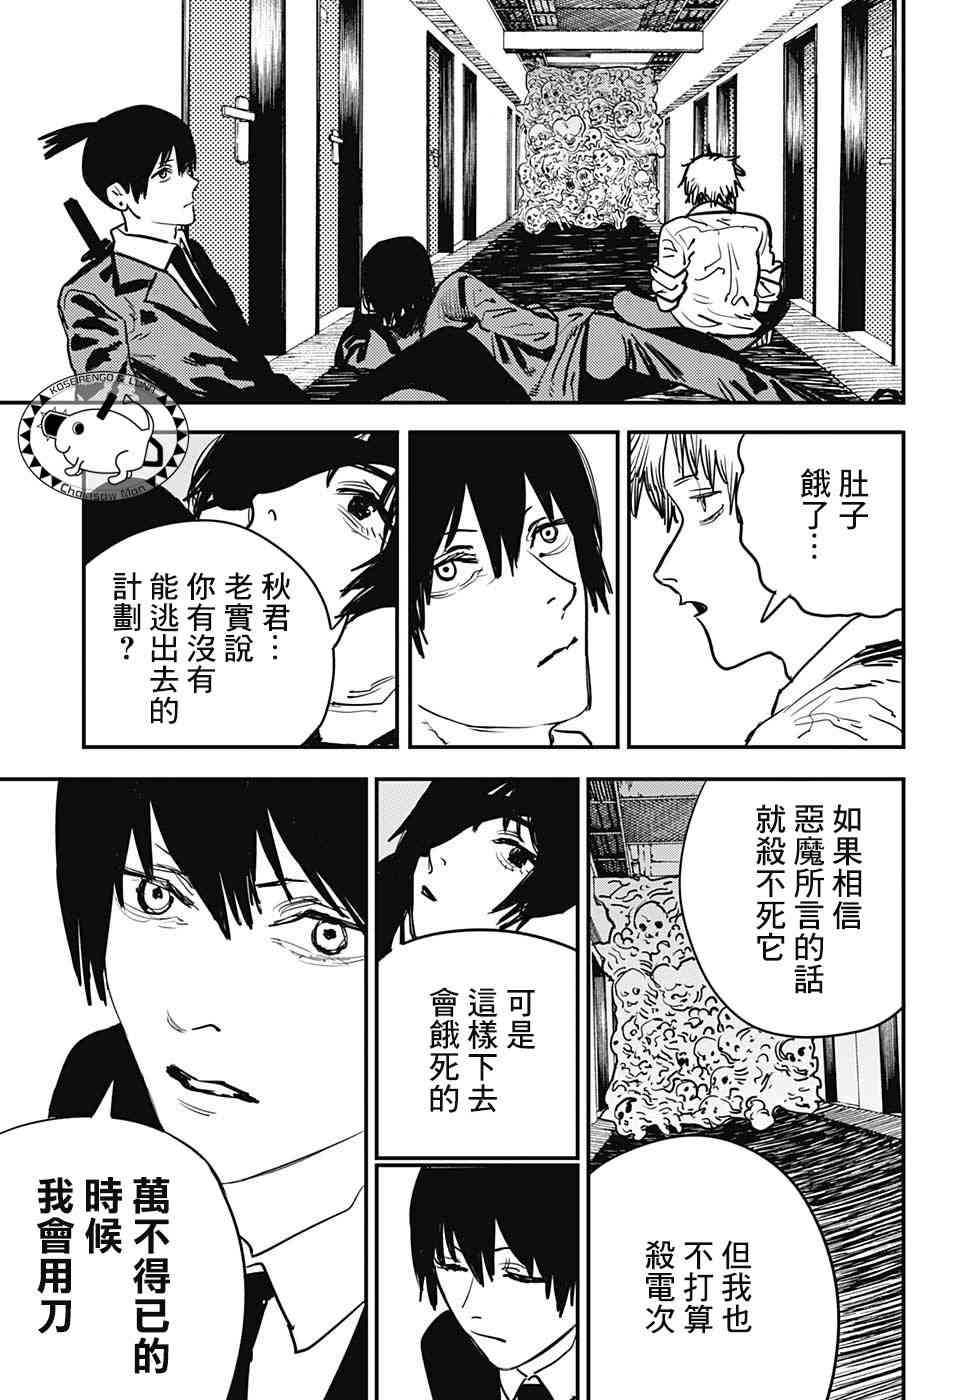 肚子
餓了…
秋君…
老實說
你有沒有
能逃出去的
計劃？
如果相信
惡魔所言的話
就殺不死它
但我也
不打算
殺電次
可是
這樣下去
會餓死的
萬不得已的
時候
我會用刀
KOSEIRENGO & LUNA
Chainsaw Man